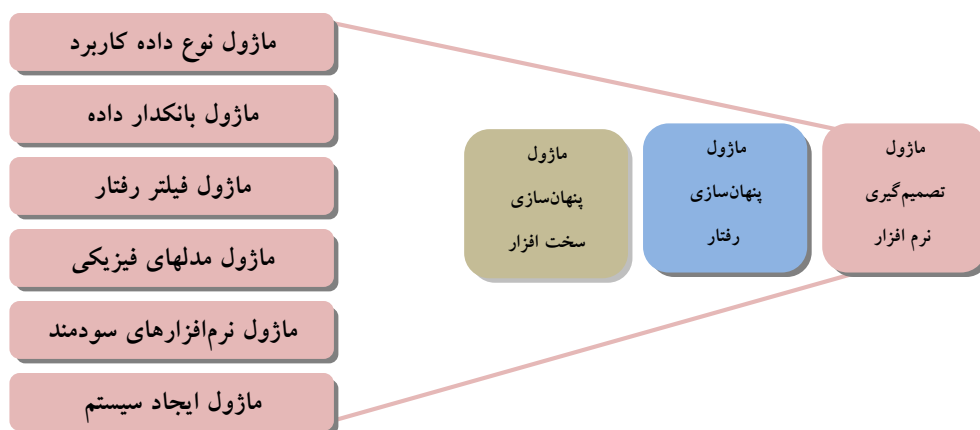 ماژول نوع داده کاربرد
ماژول بانکدار داده
ماژول فیلتر رفتار
ماژول مدلهای فیزیکی
ماژول نرم‌افزارهای سودمند
ماژول ایجاد سیستم
ماژول
تصمیم‌گیری
نرم افزار
ماژول
پنهان‌سازی
رفتار
ماژول
پنهان‌سازی
سخت افزار